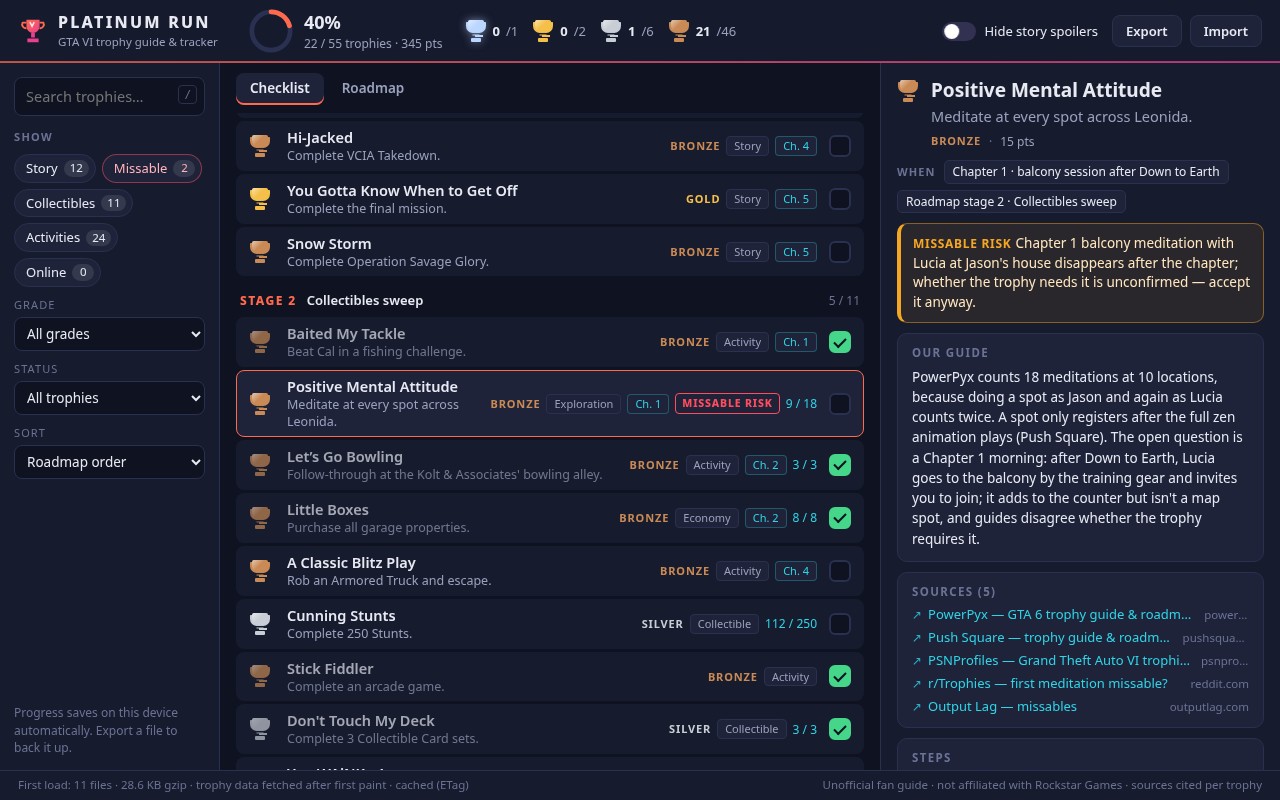 PLATINUM RUN
GTA VI trophy guide & tracker
40%
22 / 55 trophies · 345 pts
0 /1
0 /2
1 /6
21 /46
Hide story spoilers
Export
Import
Search trophies...
/
SHOW
Story 12
Missable 2
Collectibles 11
Activities 24
Online 0
GRADE
All grades
STATUS
All trophies
SORT
Roadmap order
Progress saves on this device
automatically. Export a file to
back it up.
Checklist
Roadmap
Hi-Jacked
Complete VCIA Takedown.
BRONZE Story Ch. 4
You Gotta Know When to Get Off
Complete the final mission.
GOLD Story Ch. 5
Snow Storm
Complete Operation Savage Glory.
BRONZE Story Ch. 5
STAGE 2 Collectibles sweep 5 / 11
Baited My Tackle
Beat Cal in a fishing challenge.
BRONZE Activity Ch. 1
Positive Mental Attitude
Meditate at every spot across
Leonida.
BRONZE Exploration Ch. 1 MISSABLE RISK 9 / 18
Let’s Go Bowling
Follow-through at the Kolt & Associates' bowling alley.
BRONZE Activity Ch. 2 3 / 3
Little Boxes
Purchase all garage properties.
BRONZE Economy Ch. 2 8 / 8
A Classic Blitz Play
Rob an Armored Truck and escape.
BRONZE Activity Ch. 4
Cunning Stunts
Complete 250 Stunts.
SILVER Collectible 112 / 250
Stick Fiddler
Complete an arcade game.
BRONZE Activity
Don't Touch My Deck
Complete 3 Collectible Card sets.
SILVER Collectible 3 / 3
Positive Mental Attitude
Meditate at every spot across Leonida.
BRONZE · 15 pts
WHEN Chapter 1 · balcony session after Down to Earth
Roadmap stage 2 · Collectibles sweep
MISSABLE RISK Chapter 1 balcony meditation with
Lucia at Jason's house disappears after the chapter;
whether the trophy needs it is unconfirmed — accept
it anyway.
OUR GUIDE
PowerPyx counts 18 meditations at 10 locations,
because doing a spot as Jason and again as Lucia
counts twice. A spot only registers after the full zen
animation plays (Push Square). The open question is
a Chapter 1 morning: after Down to Earth, Lucia
goes to the balcony by the training gear and invites
you to join; it adds to the counter but isn't a map
spot, and guides disagree whether the trophy
requires it.
SOURCES (5)
↗ PowerPyx — GTA 6 trophy guide & roadm... power...
↗ Push Square — trophy guide & roadm... pushsqua...
↗ PSNProfiles — Grand Theft Auto VI trophi... psnpro...
↗ r/Trophies — first meditation missable? reddit.com
↗ Output Lag — missables outputlag.com
STEPS
First load: 11 files · 28.6 KB gzip · trophy data fetched after first paint · cached (ETag)
Unofficial fan guide · not affiliated with Rockstar Games · sources cited per trophy